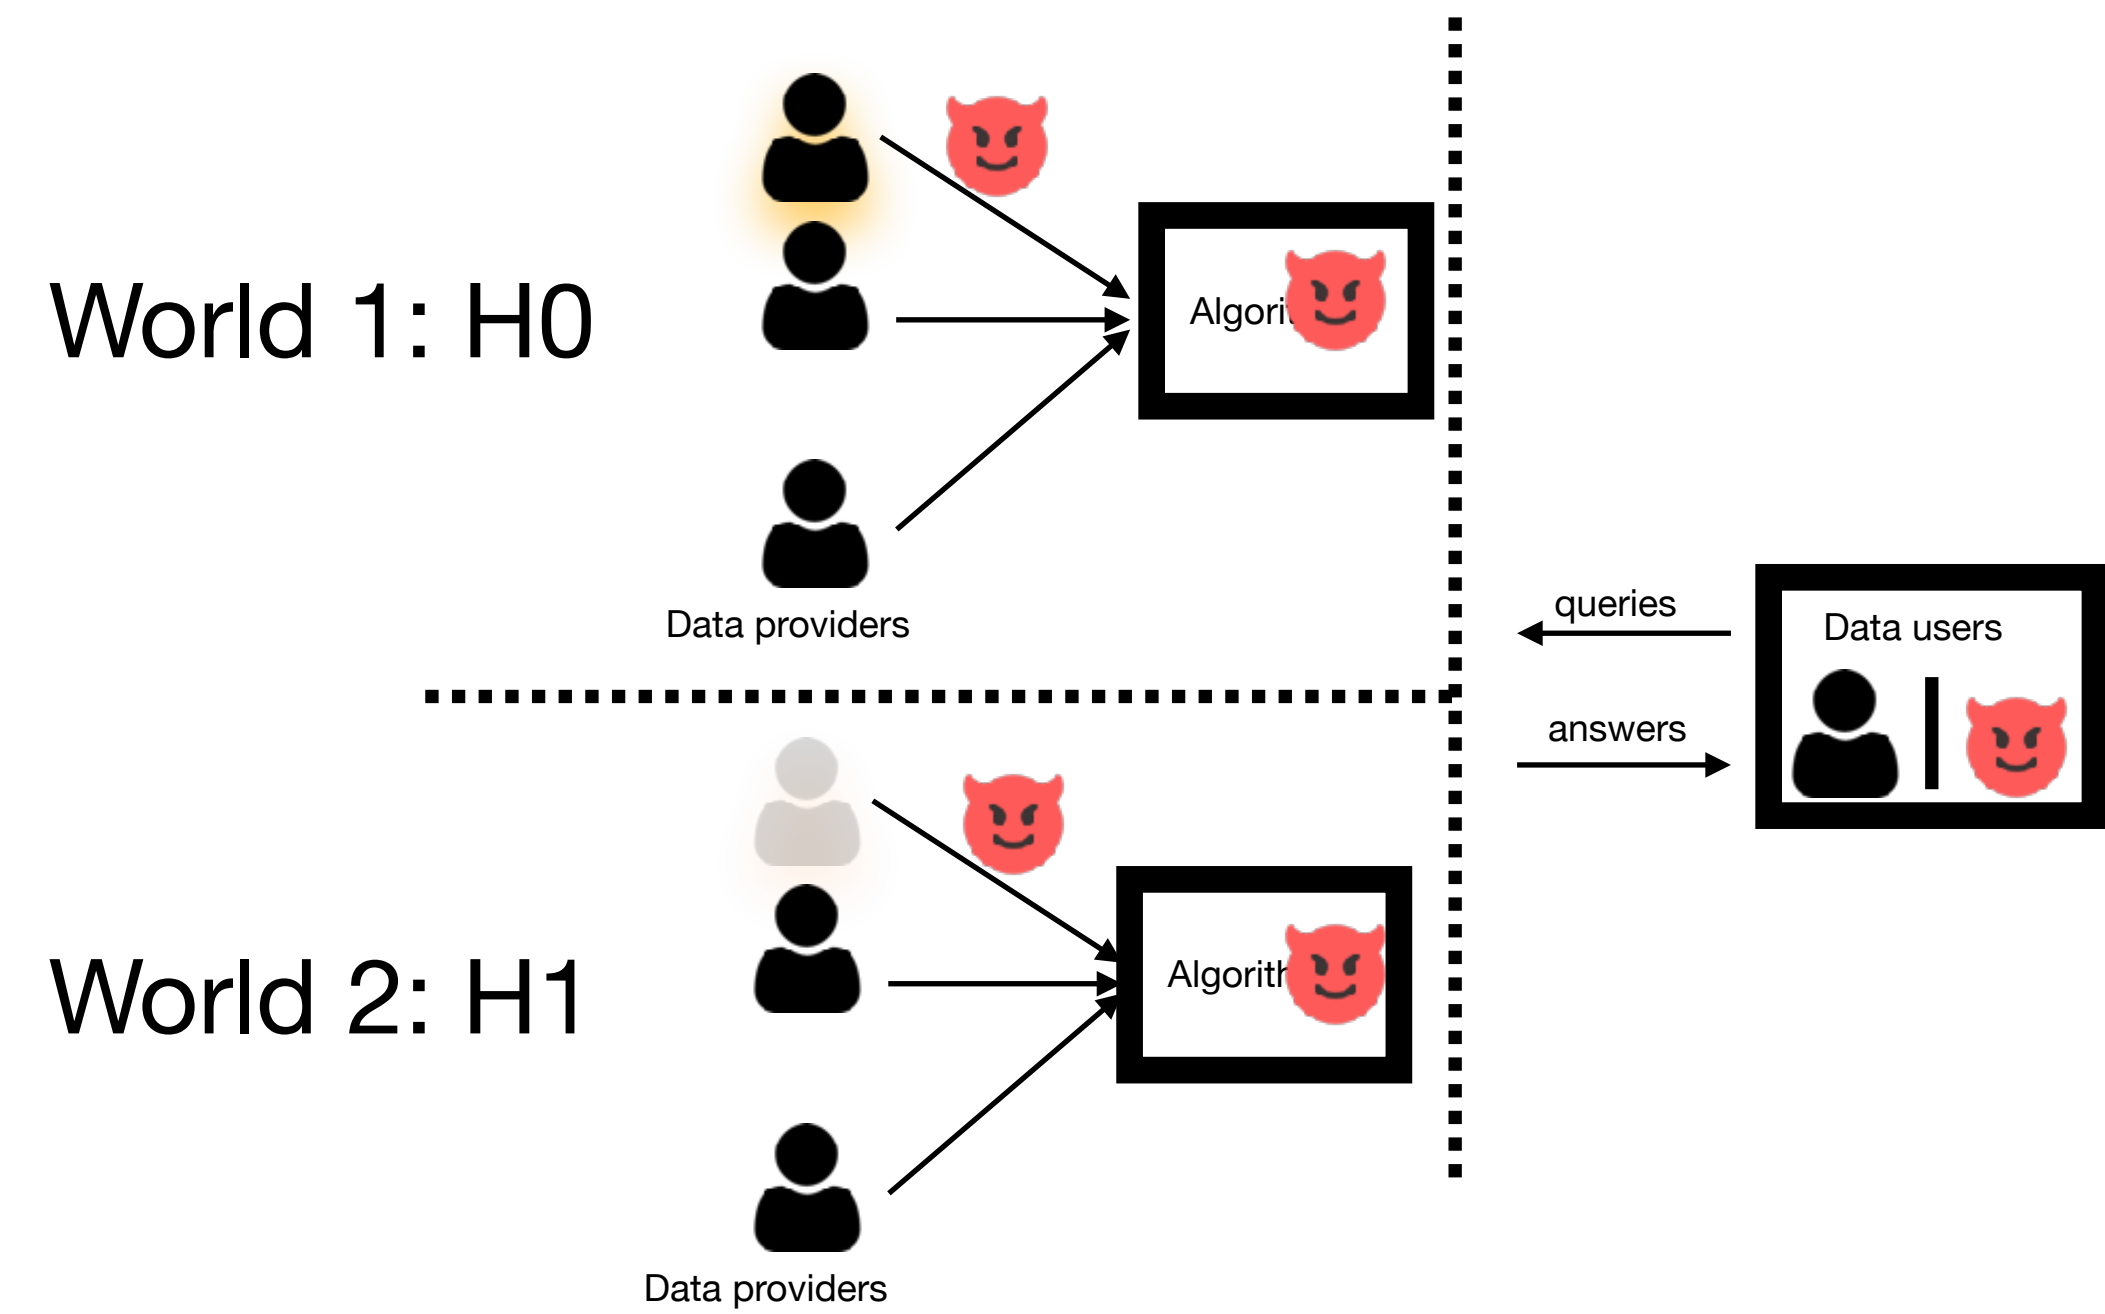 World 1: H0
Algori
Data providers
queries
Data users
answers
World 2: H1
Algorith
Data providers